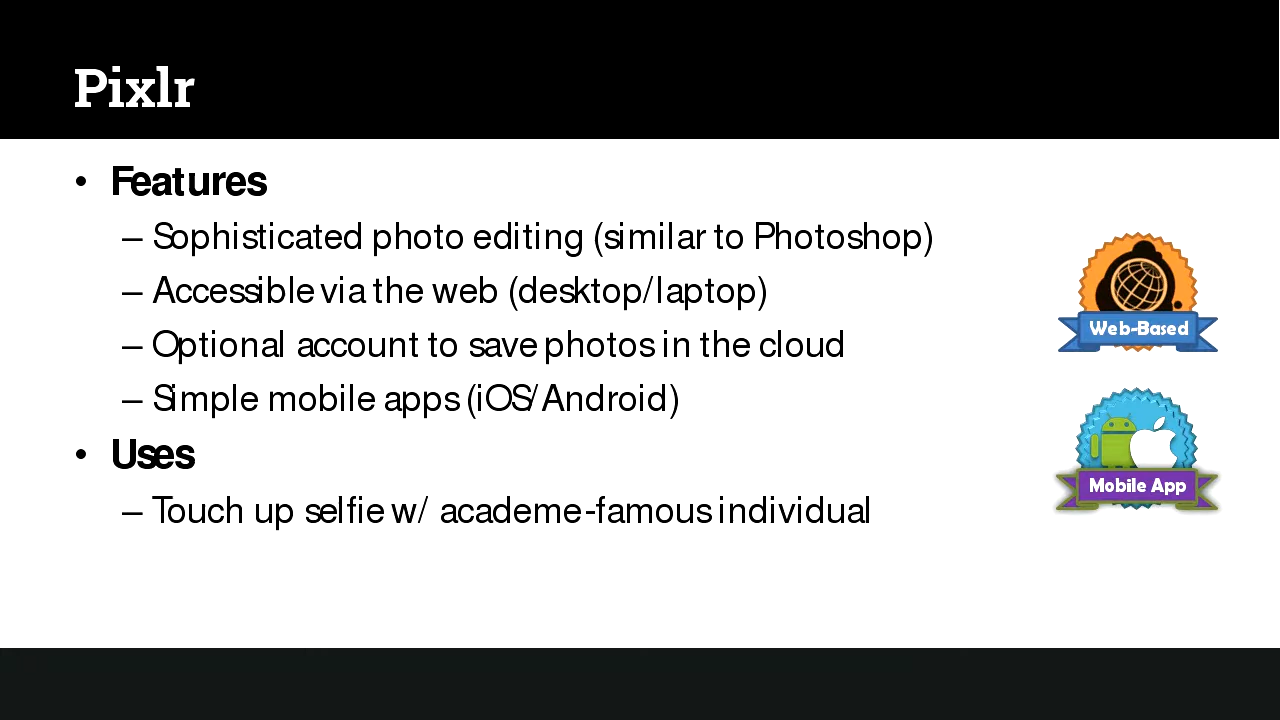 Pixlr
• Features
– Sophisticated photo editing (similar to Photoshop)
– Accessible via the web (desktop/laptop)
– Optional account to save photos in the cloud
– Simple mobile apps (iOS/Android)
• Uses
– Touch up selfie w/ academe-famous individual
Web-Based
Mobile App